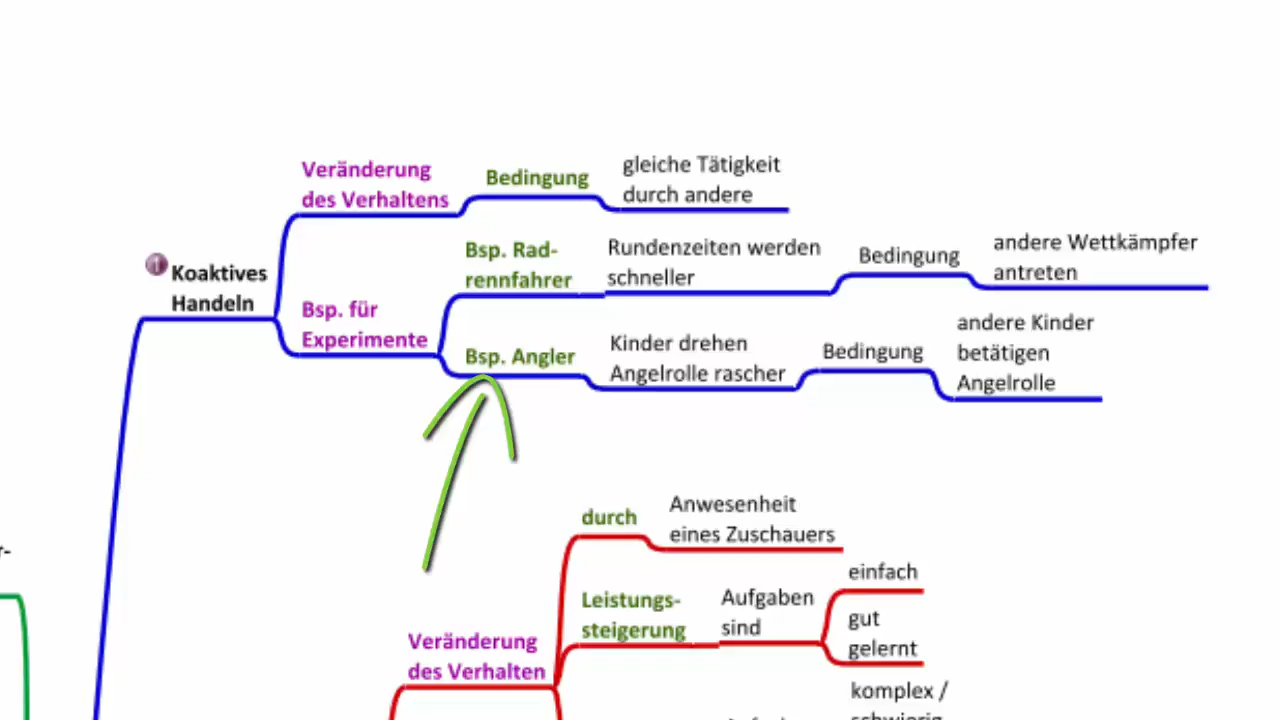 Koaktives
Handeln
Veränderung
des Verhaltens
Bedingung
gleiche Tätigkeit
durch andere
Bsp. für
Experimente
Bsp. Rad-
rennfahrer
Rundenzeiten werden
schneller
Bedingung
andere Wettkämpfer
antreten
Bsp. Angler
Kinder drehen
Angelrolle rascher
Bedingung
andere Kinder
betätigen
Angelrolle
Veränderung
des Verhalten
durch
Anwesenheit
eines Zuschauers
Leistungs-
steigerung
Aufgaben
sind
einfach
gut
gelernt
komplex /